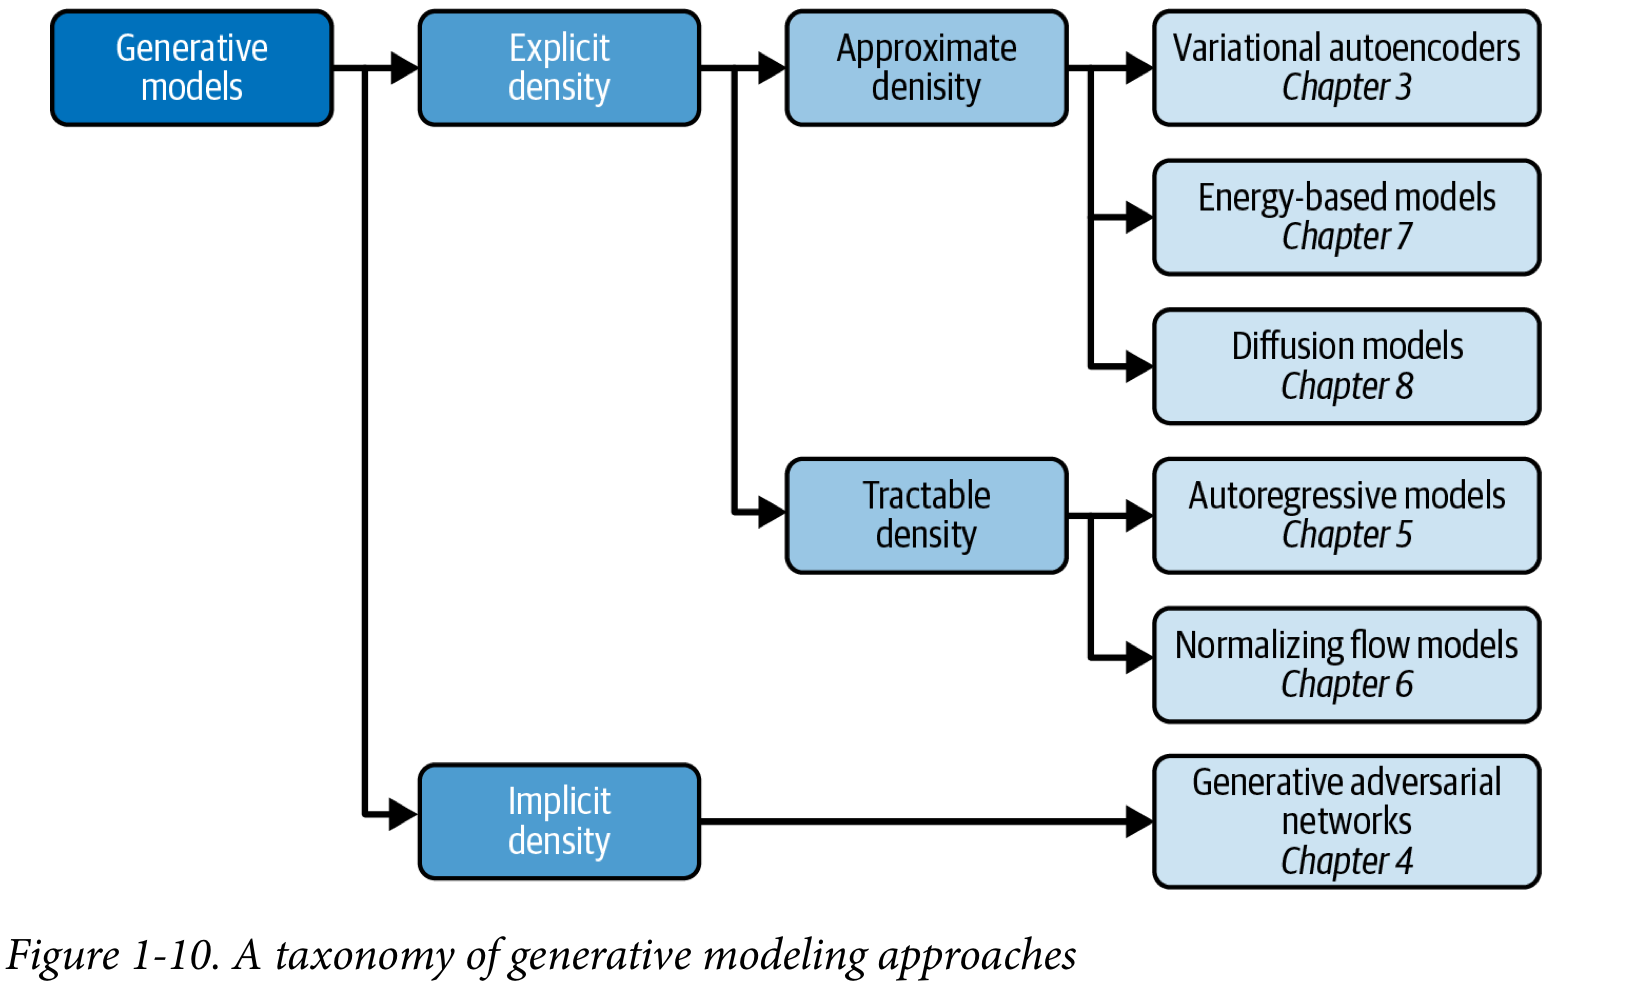 Generative
models
Explicit
density
Approximate
denisity
Variational autoencoders
Chapter 3
Energy-based models
Chapter 7
Diffusion models
Chapter 8
Tractable
density
Autoregressive models
Chapter 5
Normalizing flow models
Chapter 6
Implicit
density
Generative adversarial
networks
Chapter 4
Figure 1-10. A taxonomy of generative modeling approaches